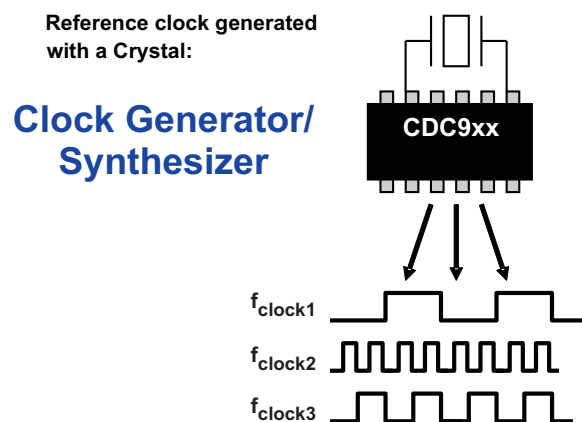 Reference clock generated
with a Crystal:
Clock Generator/
Synthesizer
CDC9xx
fclock1
fclock2
fclock3